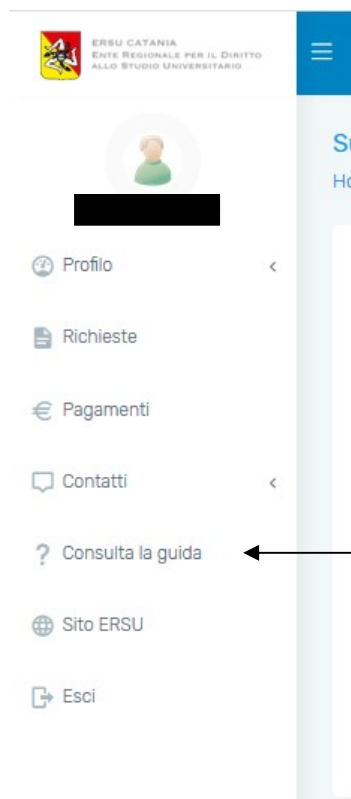 ERSU CATANIA
ENTE REGIONALE PER IL DIRITTO
ALLO STUDIO UNIVERSITARIO
Profilo
Richieste
Pagamenti
Contatti
Consulta la guida
Sito ERSU
Esci